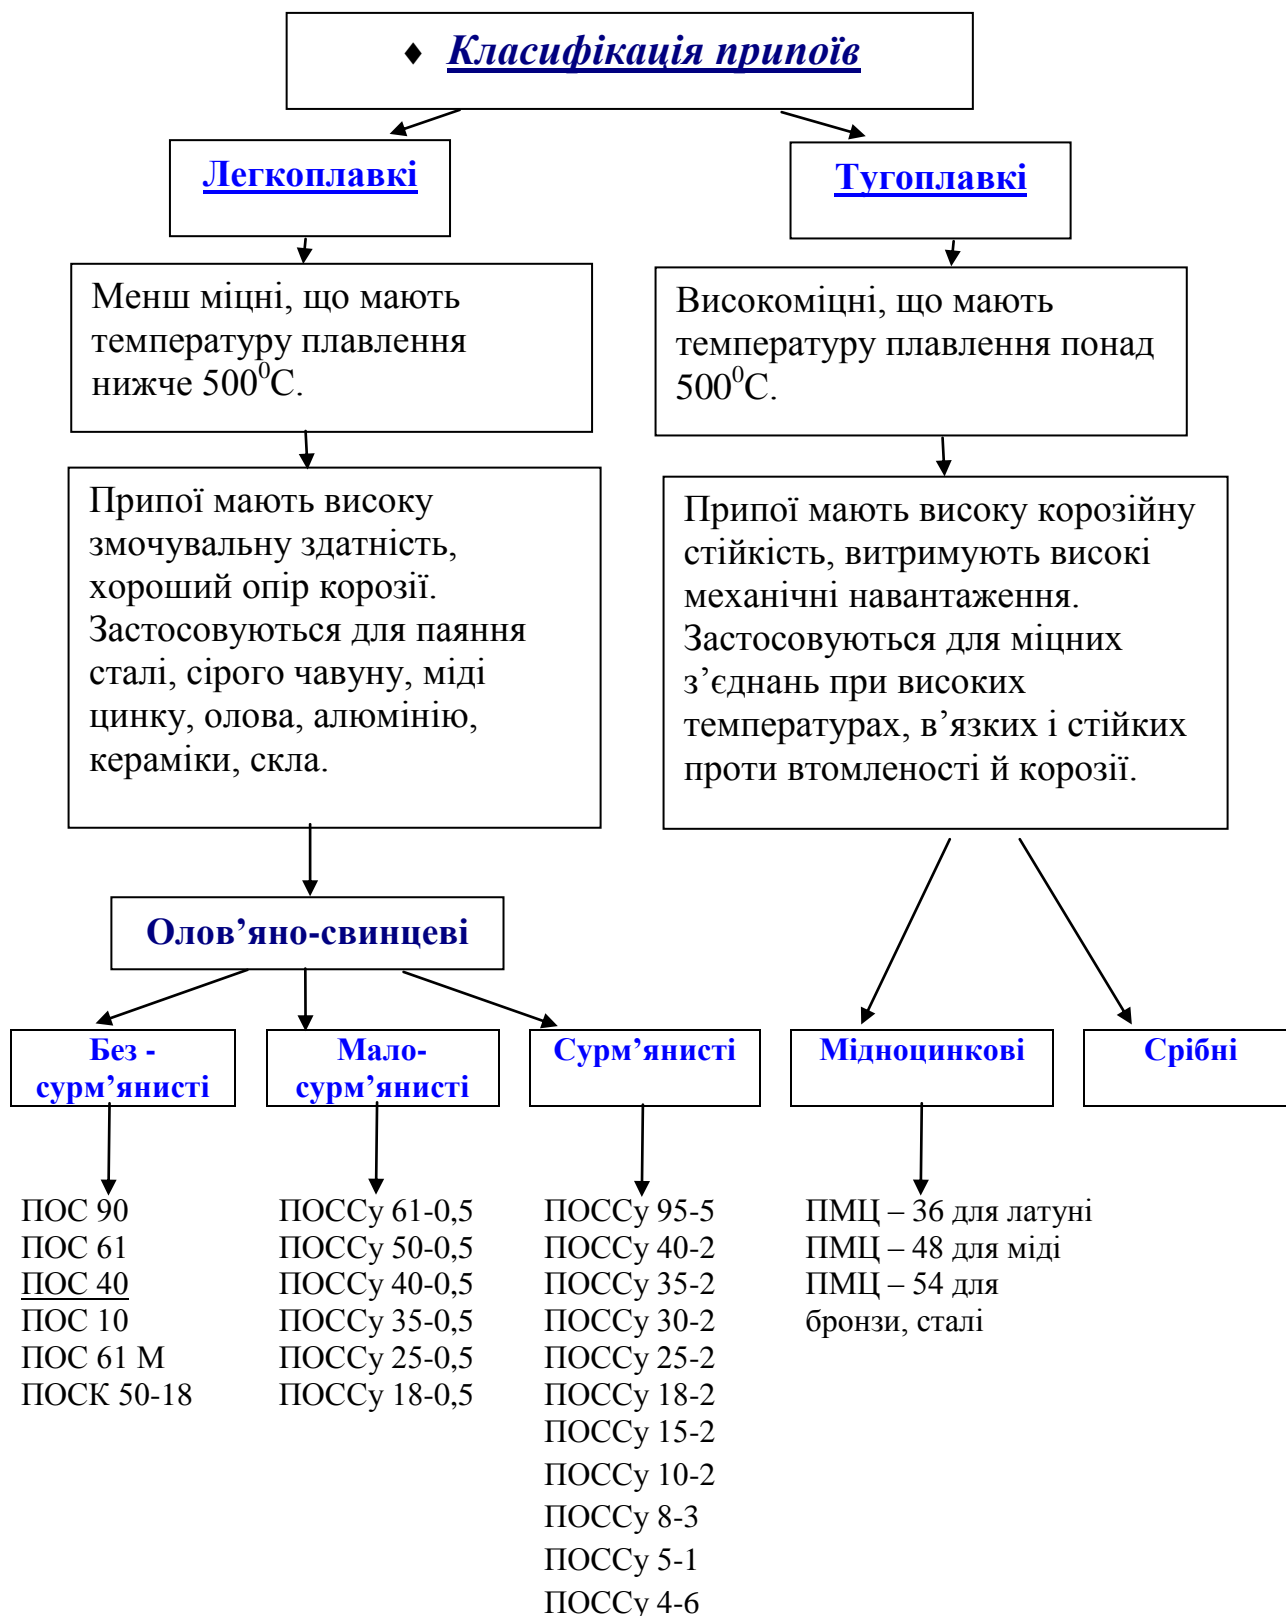 ♦ Класифікація припоїв
Легкоплавкі
Тугоплавкі
Менш міцні, що мають
температуру плавлення
нижче 500⁰С.
Високоміцні, що мають
температуру плавлення понад
500⁰С.
Припої мають високу
змочувальну здатність,
хороший опір корозії.
Застосовуються для паяння
сталі, сірого чавуну, міді
цинку, олова, алюмінію,
кераміки, скла.
Припої мають високу корозійну
стійкість, витримують високі
механічні навантаження.
Застосовуються для міцних
з’єднань при високих
температурах, в’язких і стійких
проти втомленості й корозії.
Олов’яно-свинцеві
Без -
сурм’янисті
Мало-
сурм’янисті
Сурм’янисті
Мідноцинкові
Срібні
ПОС 90
ПОС 61
ПОС 40
ПОС 10
ПОС 61 М
ПОСК 50-18
ПОССу 61-0,5
ПОССу 50-0,5
ПОССу 40-0,5
ПОССу 35-0,5
ПОССу 25-0,5
ПОССу 18-0,5
ПОССу 95-5
ПОССу 40-2
ПОССу 35-2
ПОССу 30-2
ПОССу 25-2
ПОССу 18-2
ПОССу 15-2
ПОССу 10-2
ПОССу 8-3
ПОССу 5-1
ПОССу 4-6
ПМЦ – 36 для латуні
ПМЦ – 48 для міді
ПМЦ – 54 для
бронзи, сталі